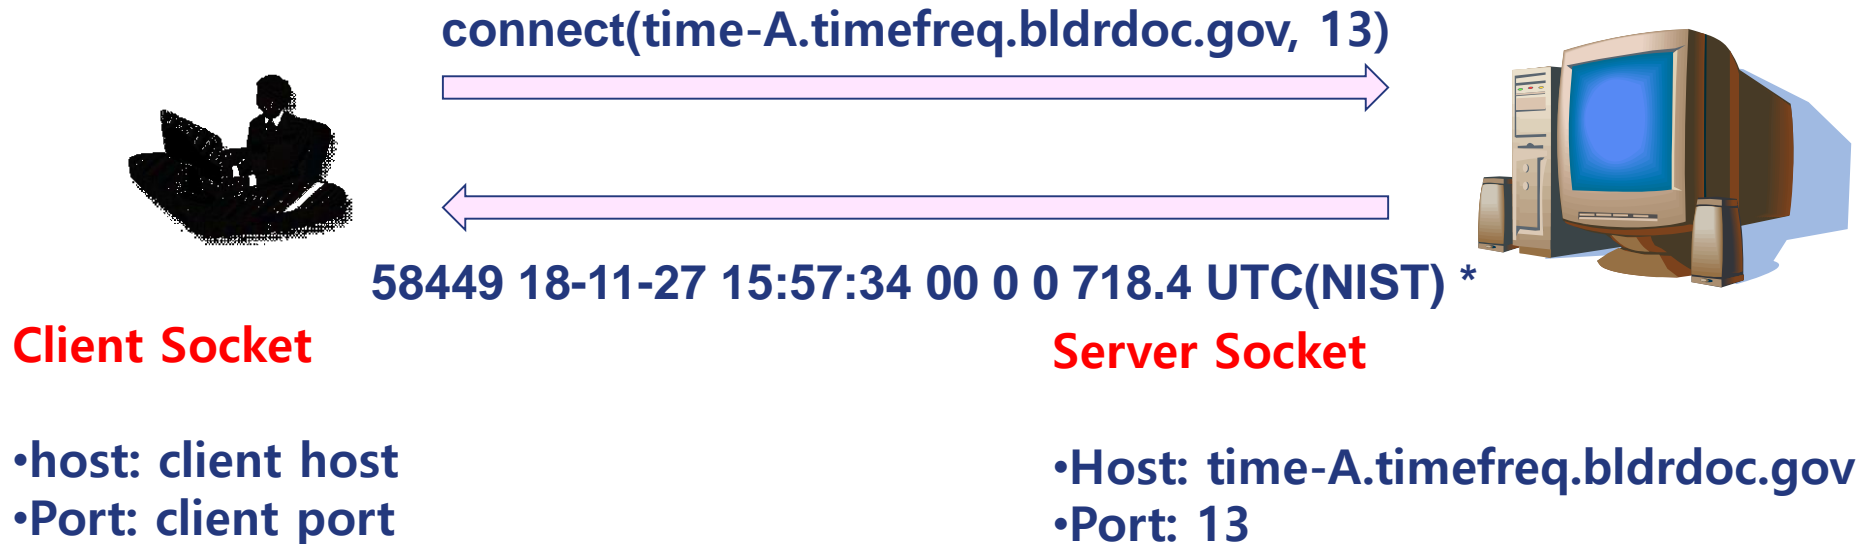 connect(time-A.timefreq.bldrdoc.gov, 13)
58449 18-11-27 15:57:34 00 0 0 718.4 UTC(NIST) *
Client Socket
•host: client host
•Port: client port
Server Socket
•Host: time-A.timefreq.bldrdoc.gov
•Port: 13